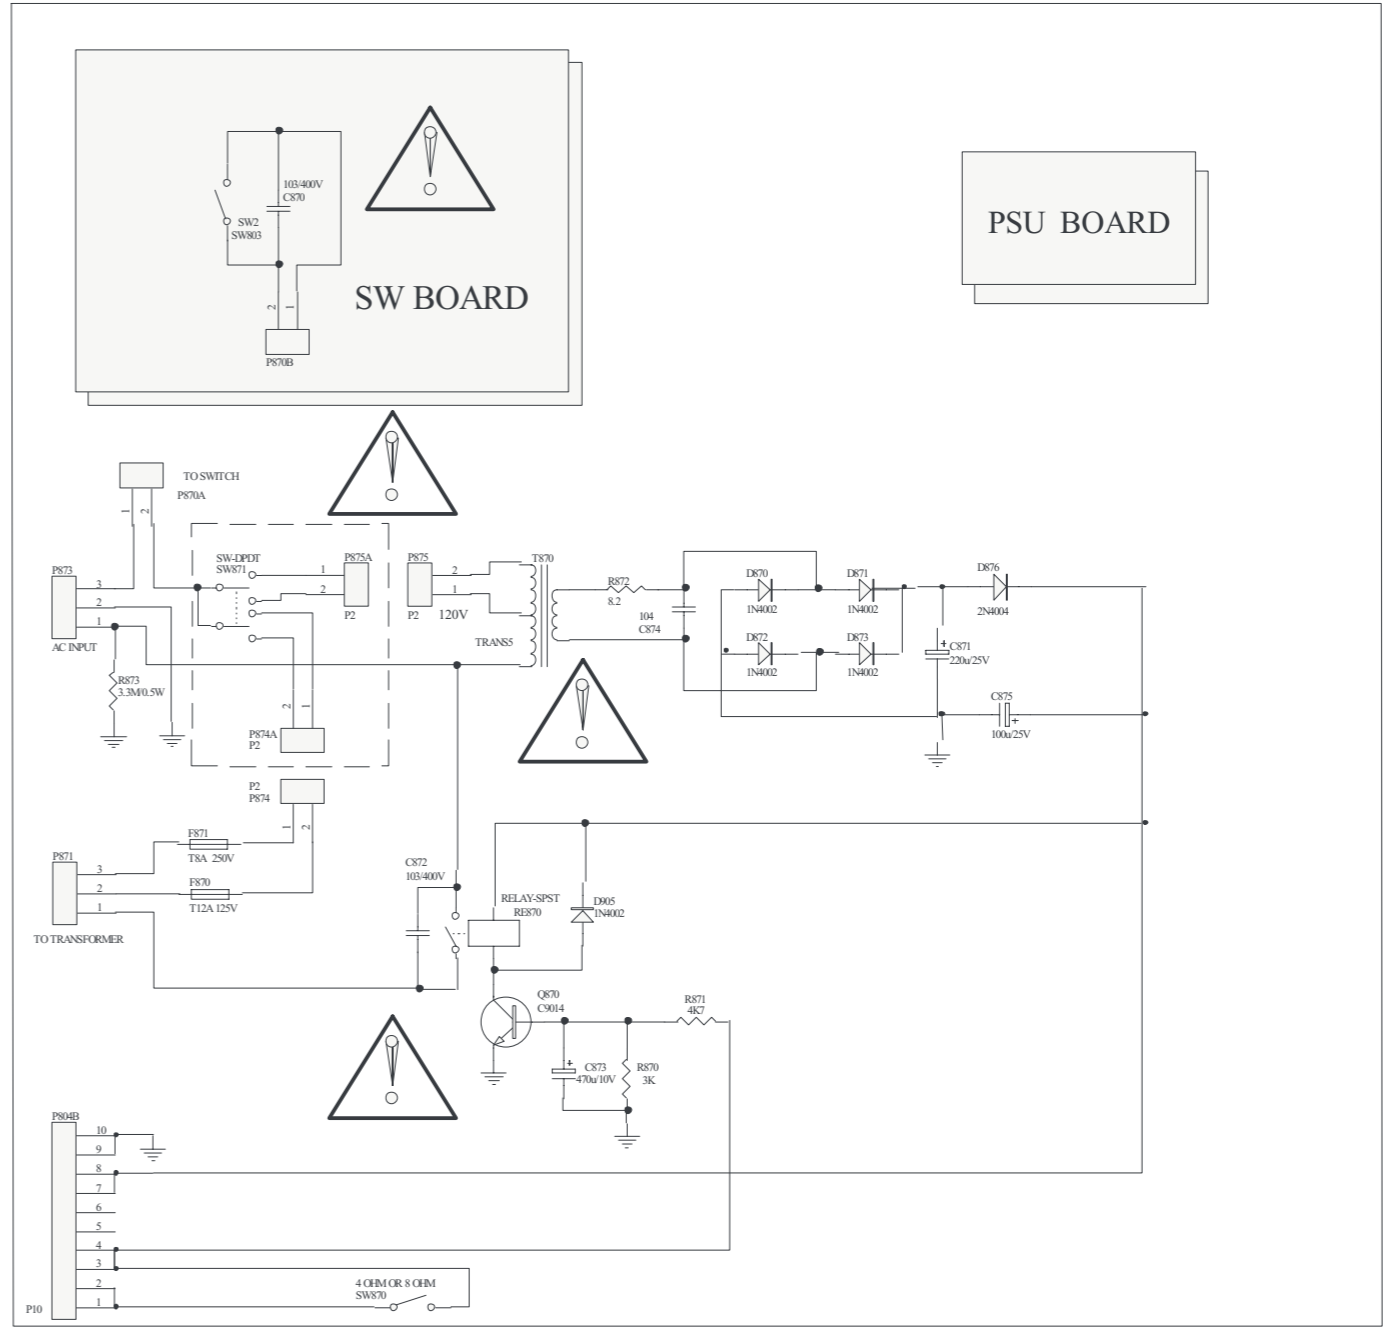 103/400V
C870
SW2
SW803
SW BOARD
2
1
P870B
PSU BOARD
TO SWITCH
P870A
1
2
P873
3
2
1
AC INPUT
R873
3.3M/0.5W
SW-DPDT
SW871
1
2
P875A
P2
P875
2
1
P2
120V
T870
TRANS5
R872
8.2
104
C874
D870
1N4002
D871
1N4002
D872
1N4002
D873
1N4002
D876
2N4004
C871
+
220u/25V
C875
+
100u/25V
2
1
P874A
P2
P2
P874
1
2
F871
T8A 250V
F870
T12A 125V
P871
3
2
1
TO TRANSFORMER
C872
103/400V
RELAY-SPST
RE870
D905
1N4002
Q870
C9014
R871
4K7
+
C873
470u/10V
R870
3K
P804B
10
9
8
7
6
5
4
3
2
1
P10
4 OHM OR 8 OHM
SW870